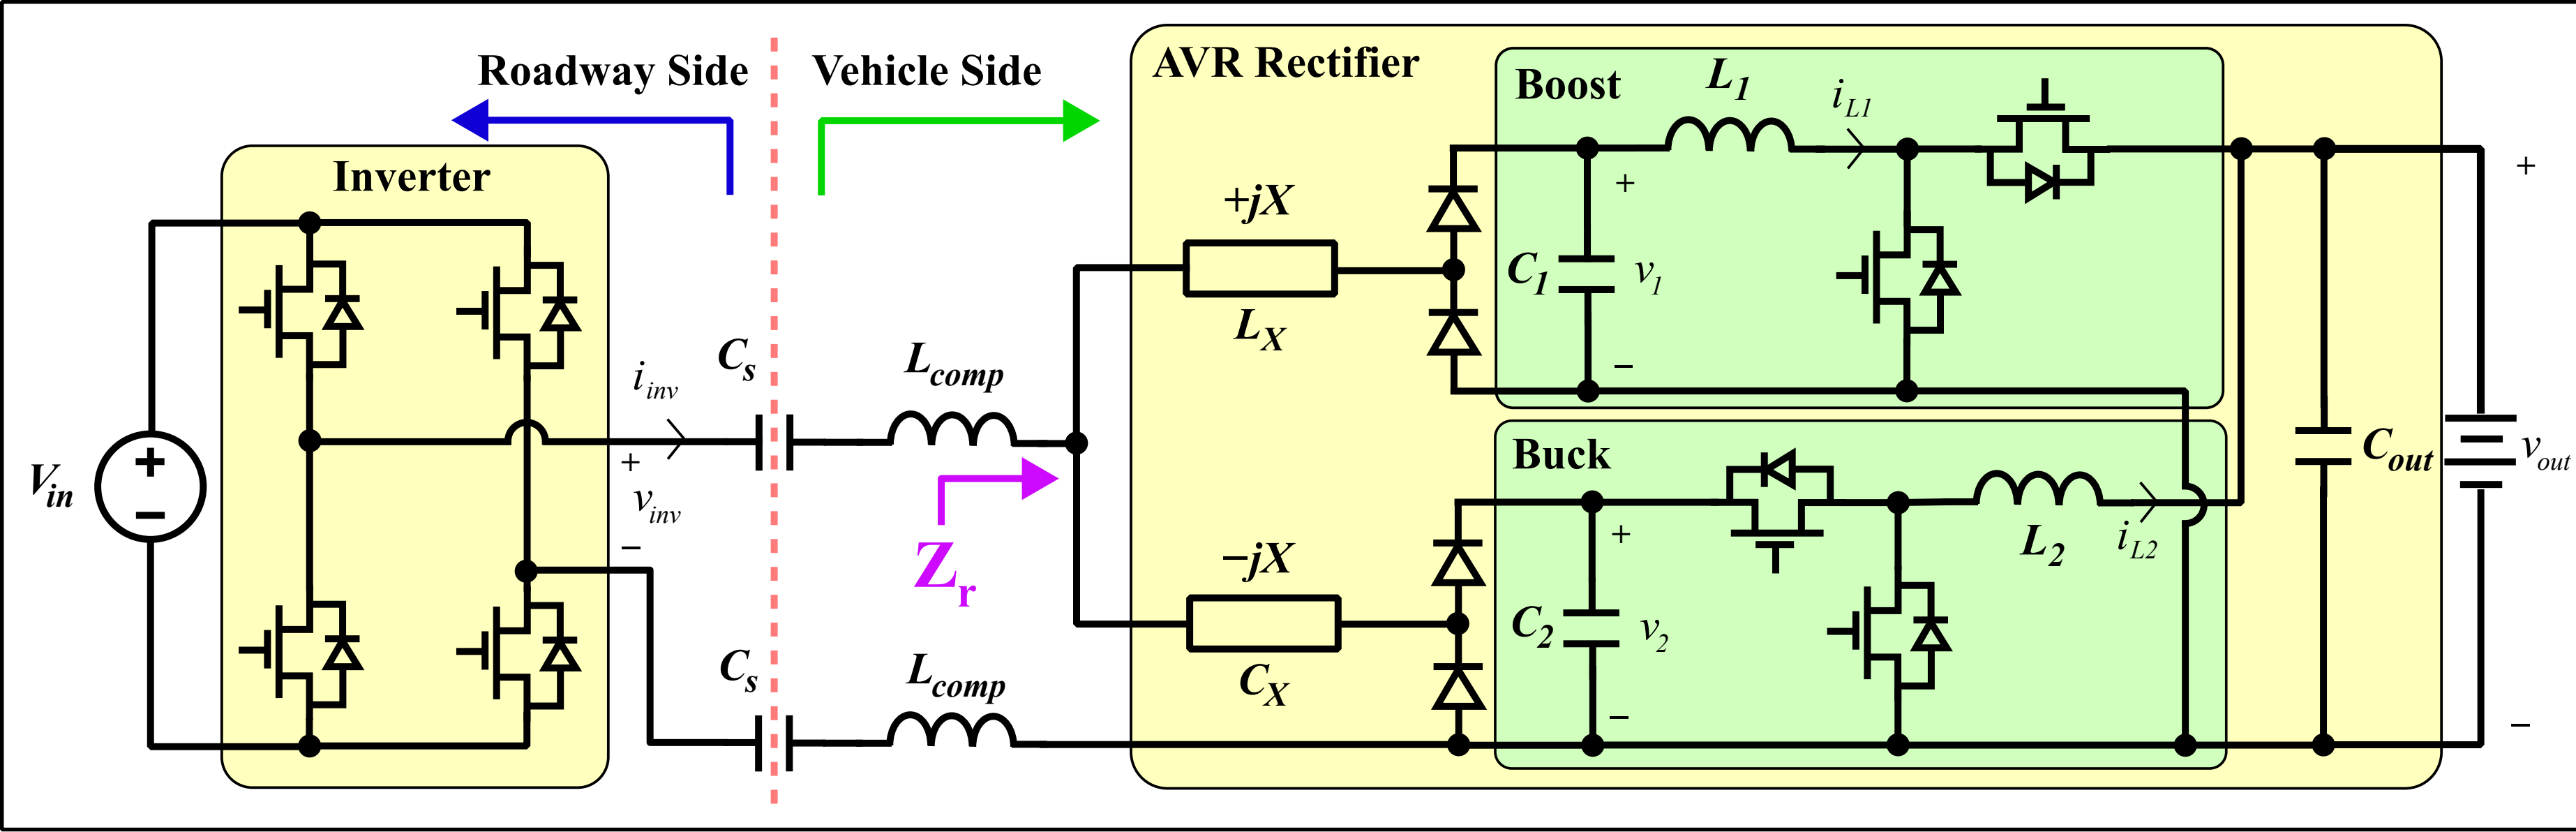 Roadway Side
Vehicle Side
AVR Rectifier
Inverter
Boost
L1
iL1
+
+jX
LX
C1
+
v1
−
Cs
Lcomp
iinv
Vin
+
−
+
vinv
−
Zr
Buck
C2
+
v2
−
L2
iL2
Cout
vout
−jX
CX
Cs
Lcomp
−